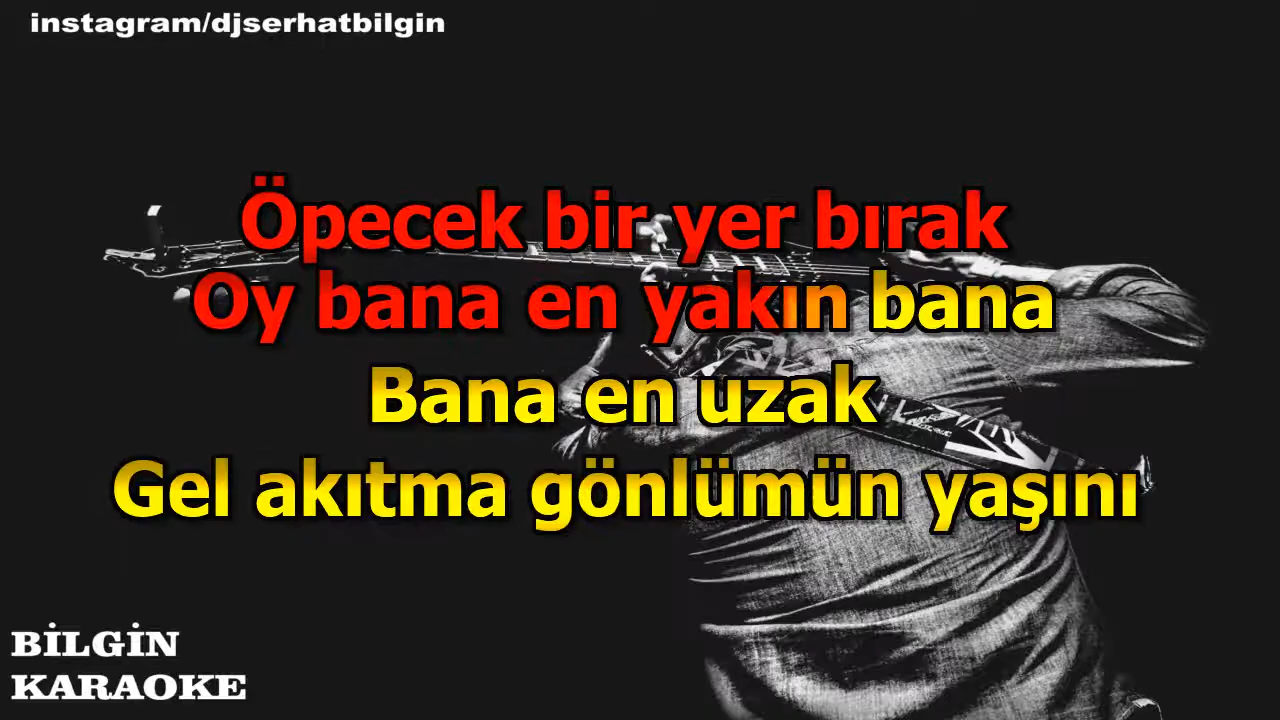 instagram/djserhatbilgin
Öpecek bir yer bırak
Oy bana en yakın bana
Bana en uzak
Gel akıtma gönlümün yaşını
BİLGİN
KARAOKE